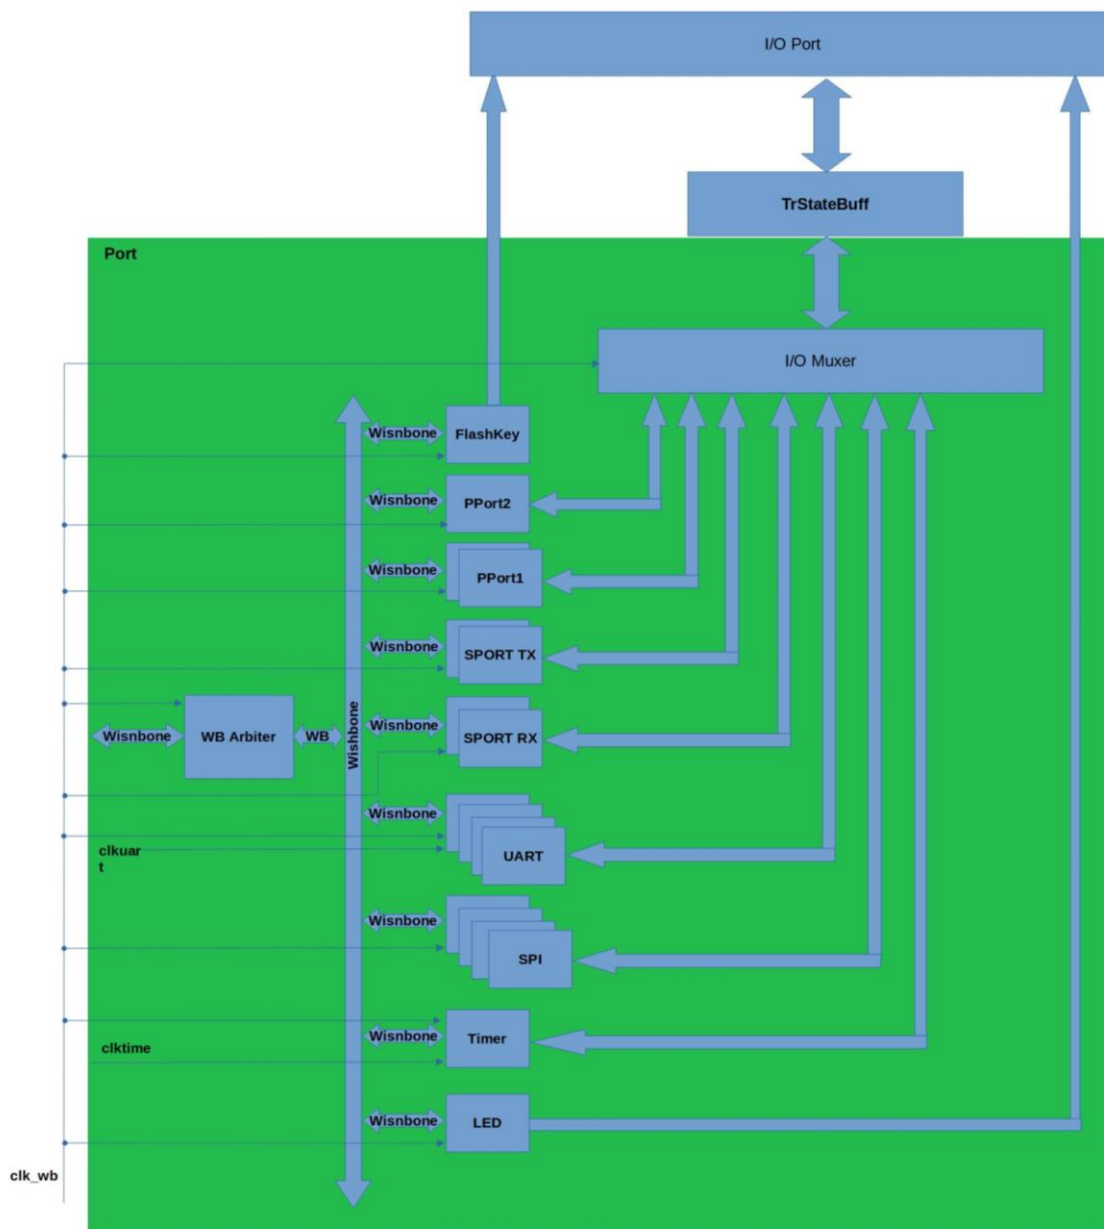 I/O Port
TrStateBuff
Port
I/O Muxer
Wisnbone
FlashKey
Wisnbone
PPort2
Wisnbone
PPort1
Wisnbone
SPORT TX
Wisnbone
WB Arbiter
WB
Wishbone
Wisnbone
SPORT RX
Wisnbone
clkuar
t
UART
Wisnbone
SPI
clktime
Wisnbone
Timer
Wisnbone
LED
clk_wb